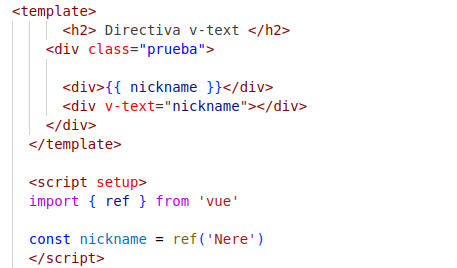 <template>
<h2> Directiva v-text </h2>
<div class="prueba">
<div>{{ nickname }}</div>
<div v-text="nickname"></div>
</div>
</template>
<script setup>
import { ref } from 'vue'
const nickname = ref('Nere')
</script>